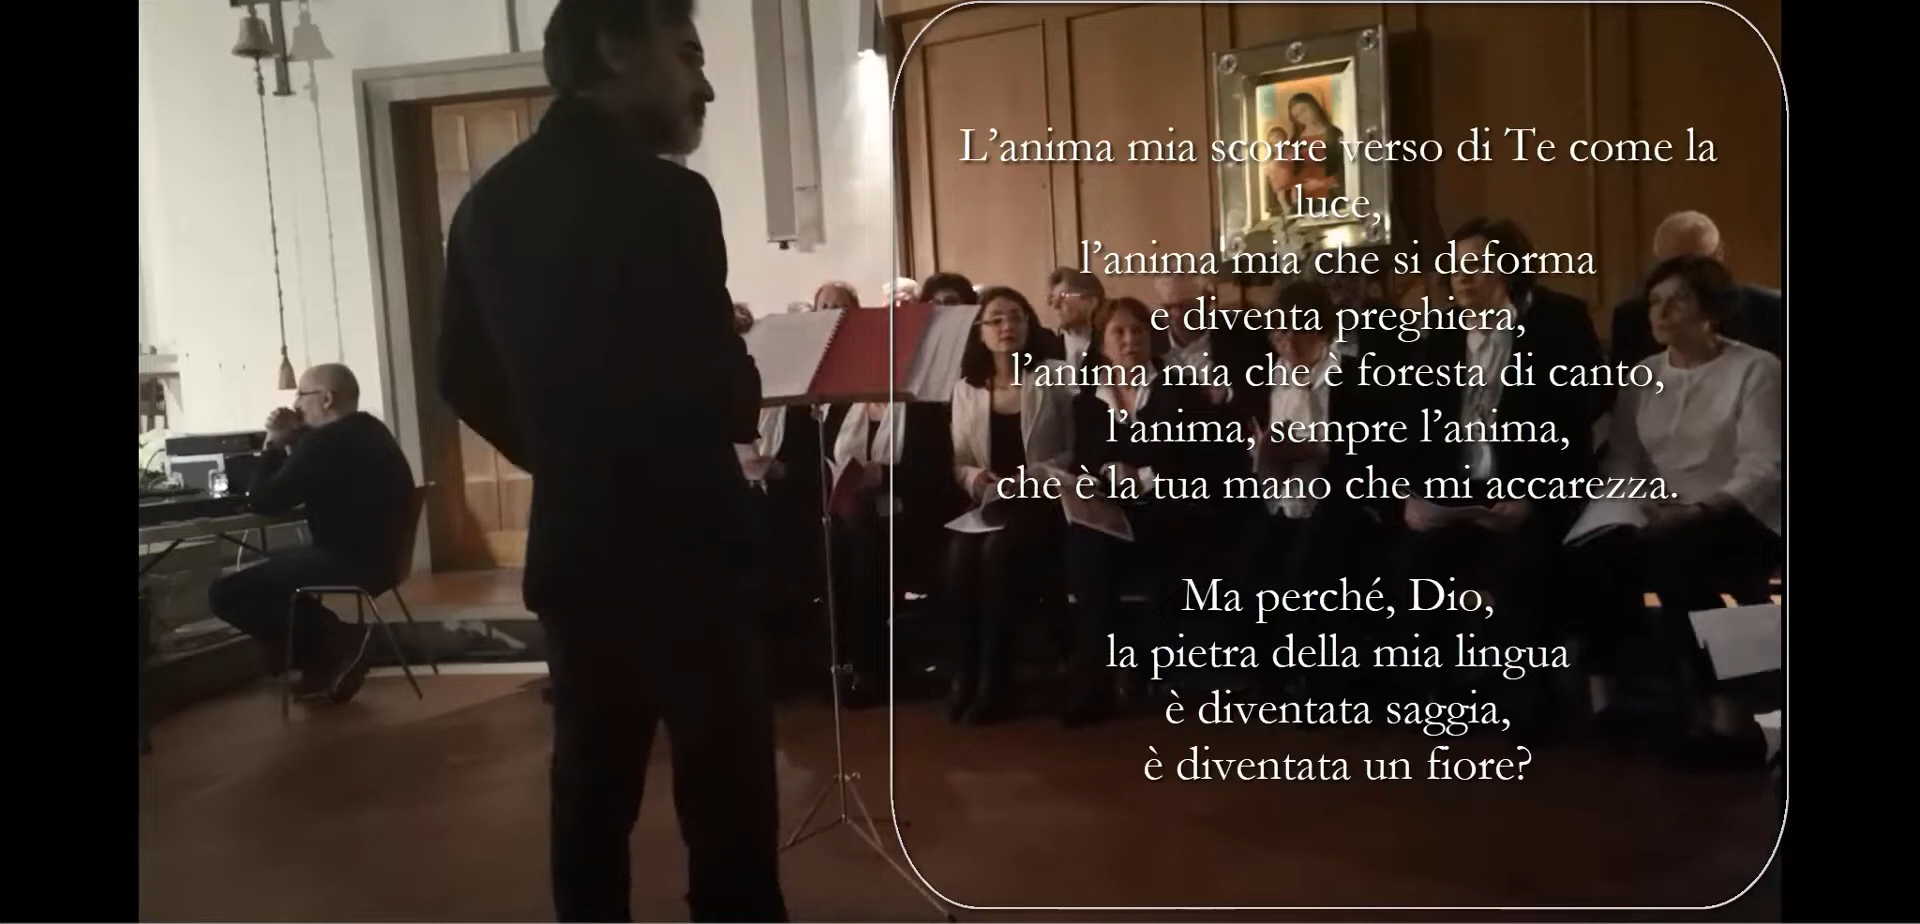 L’anima mia scorre verso di Te come la
luce,
l’anima mia che si deforma
e diventa preghiera,
l’anima mia che è foresta di canto,
l’anima, sempre l’anima,
che è la tua mano che mi accarezza.
Ma perché, Dio,
la pietra della mia lingua
è diventata saggia,
è diventata un fiore?